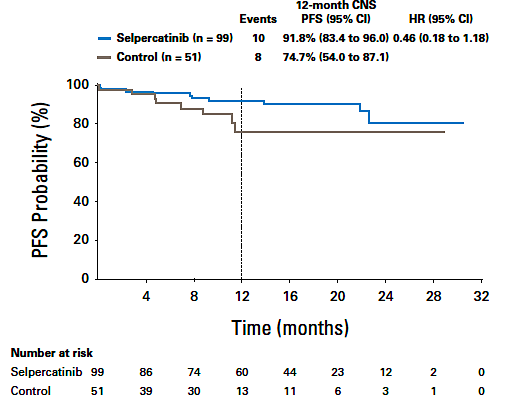 12-month CNS
Events PFS (95% CI) HR (95% CI)
Selpercatinib (n = 99) 10 91.8% (83.4 to 96.0) 0.46 (0.18 to 1.18)
Control (n = 51) 8 74.7% (54.0 to 87.1)
PFS Probability (%)
100
80
60
40
20
0
4 8 12 16 20 24 28 32
Time (months)
Number at risk
Selpercatinib 99 86 74 60 44 23 12 2 0
Control 51 39 30 13 11 6 3 1 0